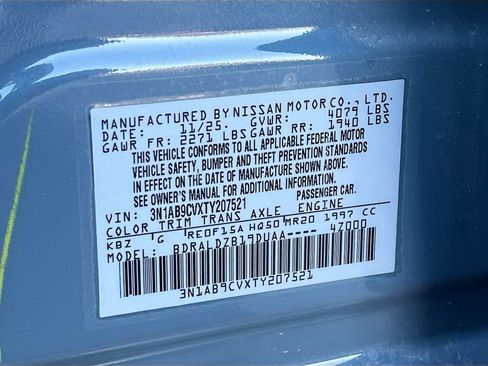 MANUFACTURED BY NISSAN MOTOR CO., LTD.
DATE: 11/25. GVWR: 4079 LBS
GAWR FR: 2271 LBS GAWR RR: 1940 LBS
THIS VEHICLE CONFORMS TO ALL APPLICABLE FEDERAL MOTOR
VEHICLE SAFETY, BUMPER AND THEFT PREVENTION STANDARDS
IN EFFECT ON THE DATE OF MANUFACTURE SHOWN ABOVE.
SEE OWNER'S MANUAL FOR ADDITIONAL INFORMATION.
VIN: 3N1AB9CVXTY207521 PASSENGER CAR
COLOR TRIM TRANS AXLE ENGINE
KBZ G RE0F15A HQ50 MR20 1997 CC
MODEL: BDRALDZB19DUAA---- 47000
3N1AB9CVXTY207521